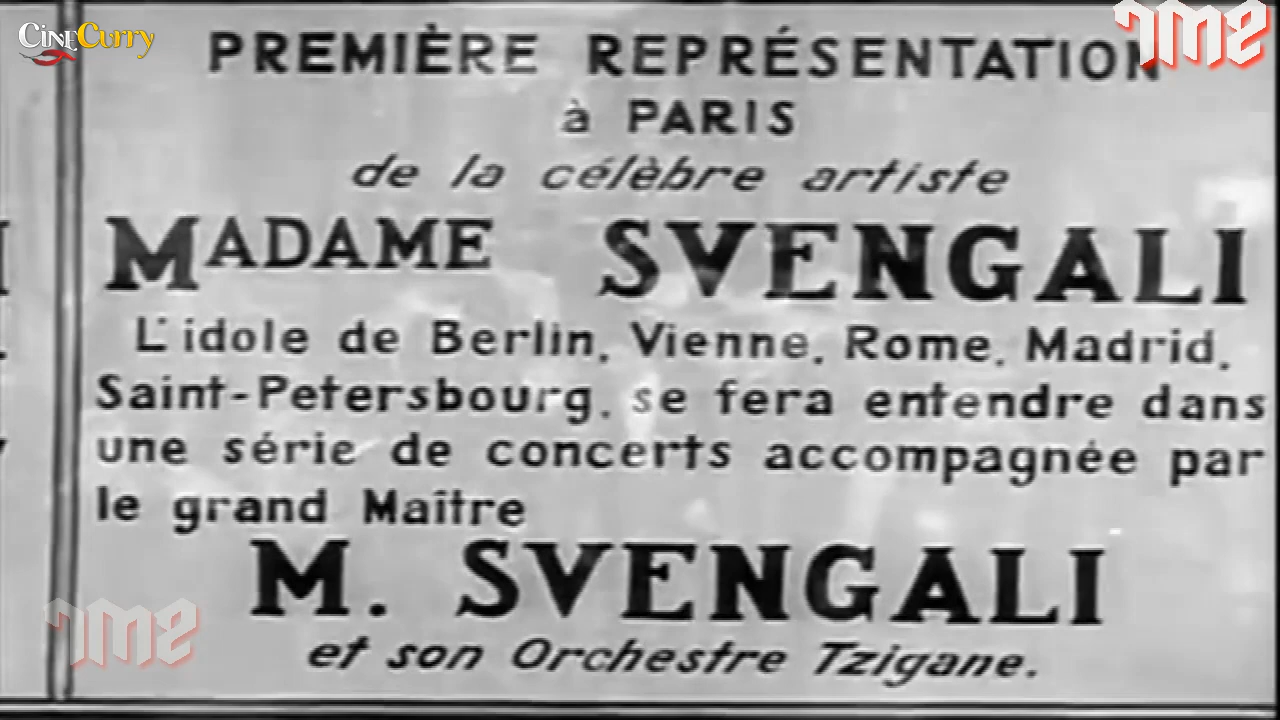 CINECURRY
PREMIÈRE REPRÉSENTATION
à PARIS
de la célèbre artiste
MADAME SVENGALI
L'idole de Berlin, Vienne, Rome, Madrid,
Saint-Petersbourg, se fera entendre dans
une série de concerts accompagnée par
le grand Maître
M. SVENGALI
et son Orchestre Tzigane.